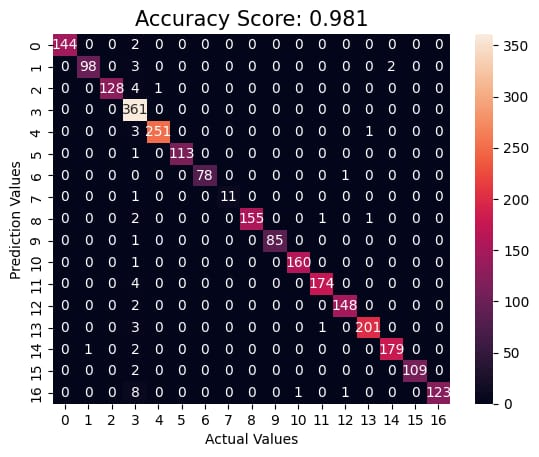 Accuracy Score: 0.981
0 144 0 0 2 0 0 0 0 0 0 0 0 0 0 0 0 0
1 0 98 0 3 0 0 0 0 0 0 0 0 0 0 2 0 0
2 0 0 128 4 1 0 0 0 0 0 0 0 0 0 0 0 0
3 0 0 0 361 0 0 0 0 0 0 0 0 0 0 0 0 0
4 0 0 0 3 251 0 0 0 0 0 0 0 0 1 0 0 0
5 0 0 0 1 0 113 0 0 0 0 0 0 0 0 0 0 0
6 0 0 0 0 0 0 78 0 0 0 0 0 1 0 0 0 0
7 0 0 0 1 0 0 0 11 0 0 0 0 0 0 0 0 0
8 0 0 0 2 0 0 0 0 155 0 0 1 0 1 0 0 0
9 0 0 0 1 0 0 0 0 0 85 0 0 0 0 0 0 0
10 0 0 0 1 0 0 0 0 0 0 160 0 0 0 0 0 0
11 0 0 0 4 0 0 0 0 0 0 0 174 0 0 0 0 0
12 0 0 0 2 0 0 0 0 0 0 0 0 148 0 0 0 0
13 0 0 0 3 0 0 0 0 0 0 0 1 0 201 0 0 0
14 0 1 0 2 0 0 0 0 0 0 0 0 0 0 179 0 0
15 0 0 0 2 0 0 0 0 0 0 0 0 0 0 0 109 0
16 0 0 0 8 0 0 0 0 0 0 1 0 1 0 0 0 123
0 1 2 3 4 5 6 7 8 9 10 11 12 13 14 15 16
Prediction Values
Actual Values
350
300
250
200
150
100
50
0